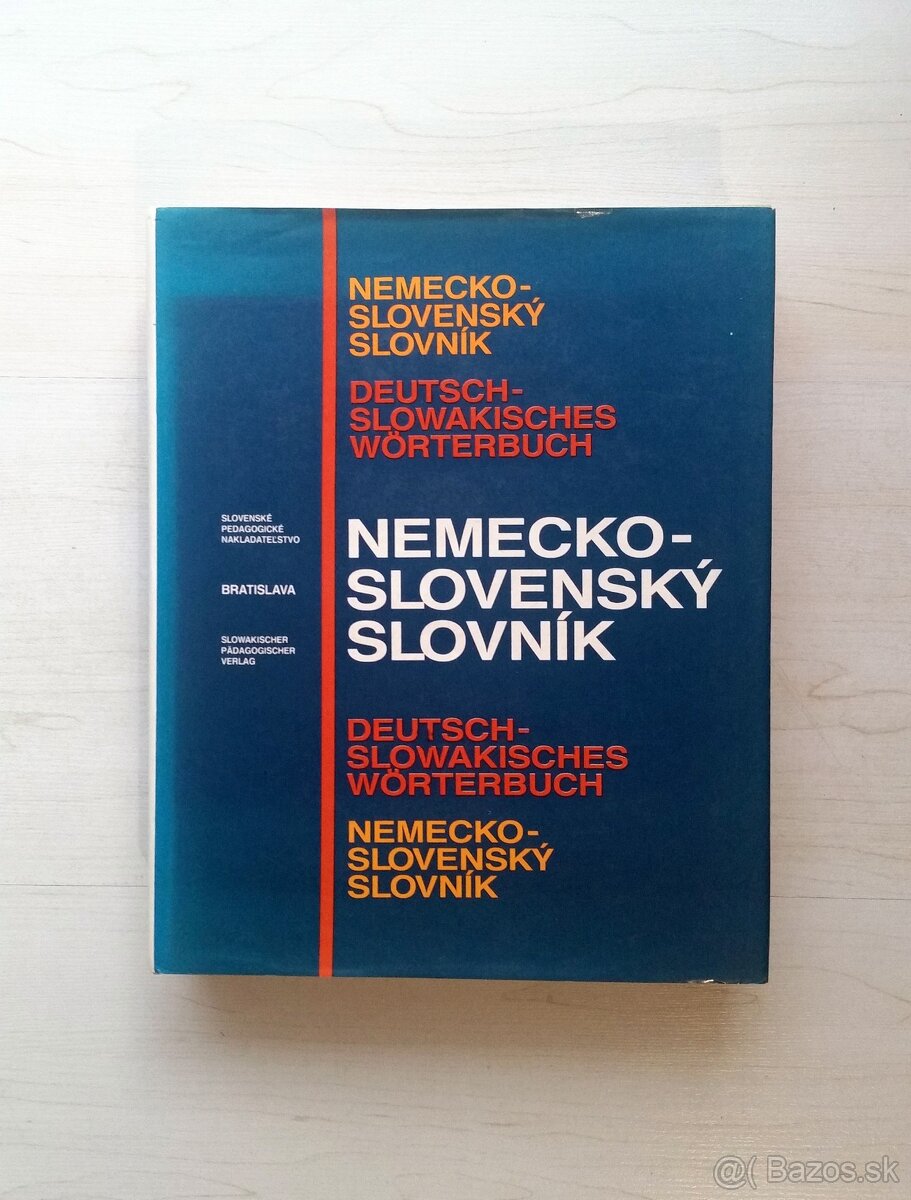 NEMECKO-
SLOVENSKÝ
SLOVNÍK
DEUTSCH-
SLOWAKISCHES
WÖRTERBUCH
SLOVENSKÉ
PEDAGOGICKÉ
NAKLADATEĽSTVO
BRATISLAVA
SLOWAKISCHER
PÄDAGOGISCHER
VERLAG
NEMECKO-
SLOVENSKÝ
SLOVNÍK
DEUTSCH-
SLOWAKISCHES
WÖRTERBUCH
NEMECKO-
SLOVENSKÝ
SLOVNÍK
@( Bazos.sk